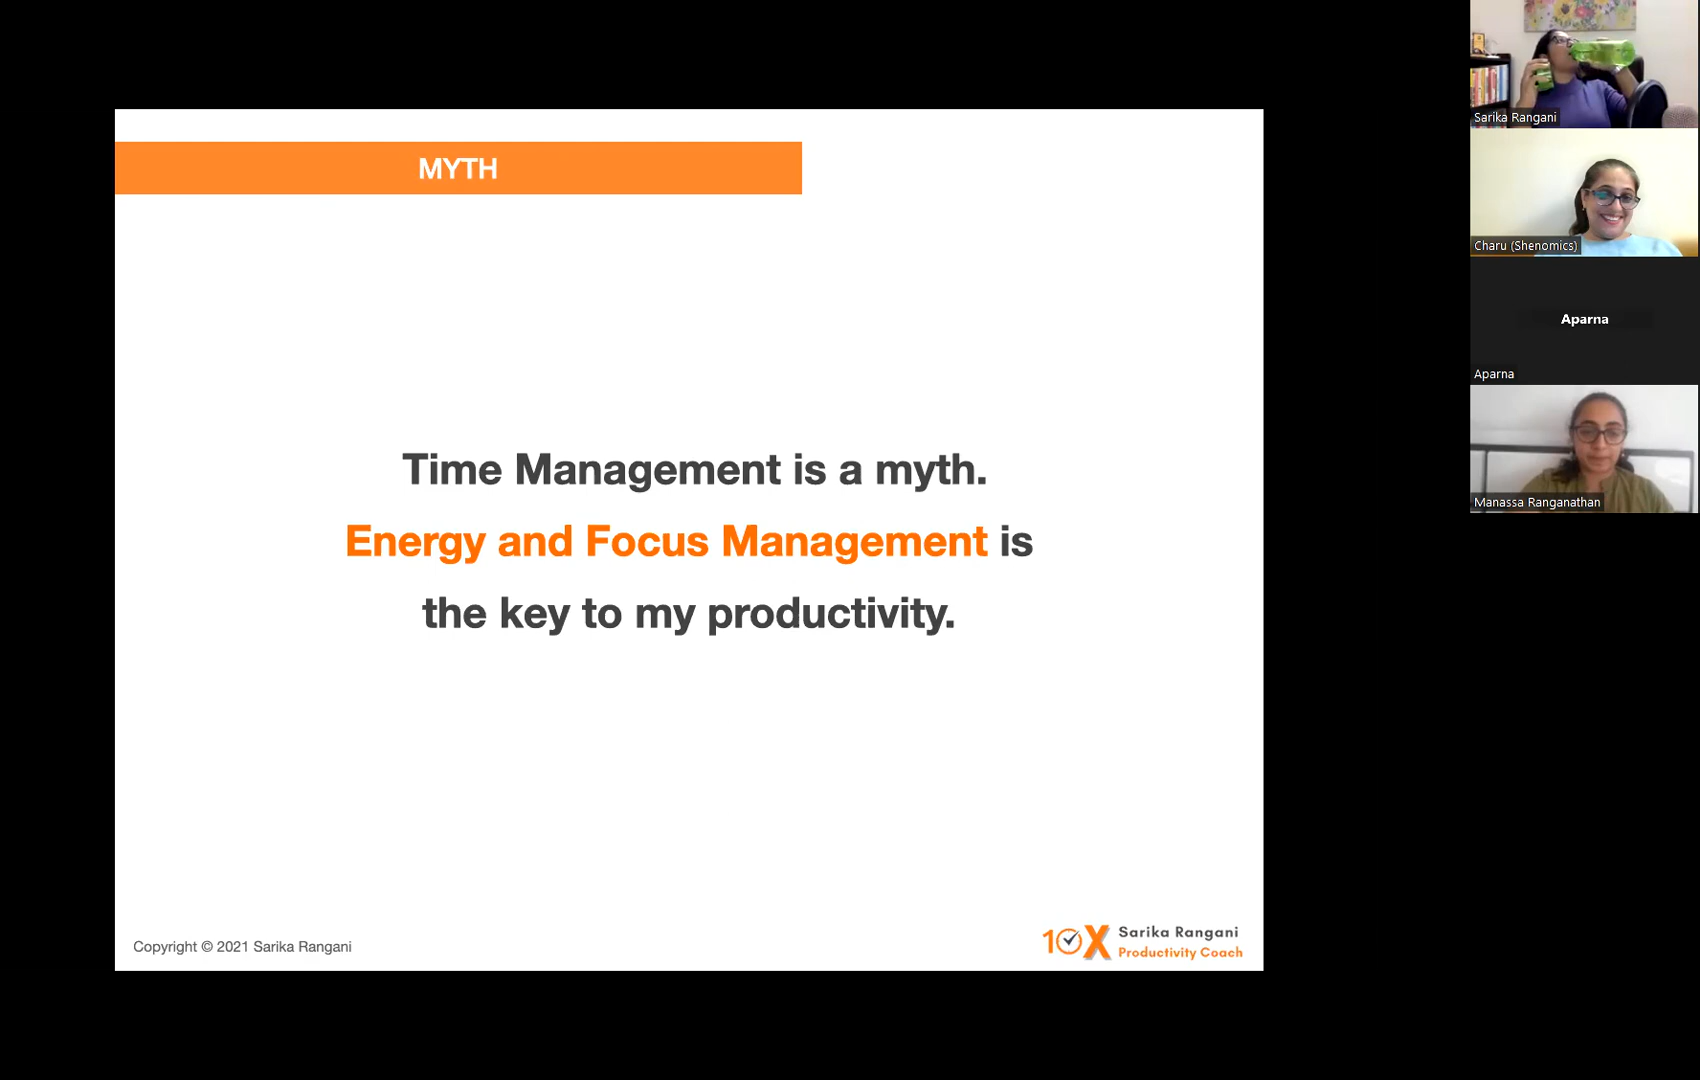 MYTH
Time Management is a myth.
Energy and Focus Management is
the key to my productivity.
Copyright © 2021 Sarika Rangani
10X
Sarika Rangani
Productivity Coach
Sarika Rangani
Charu (Shenomics)
Aparna
Aparna
Manassa Ranganathan